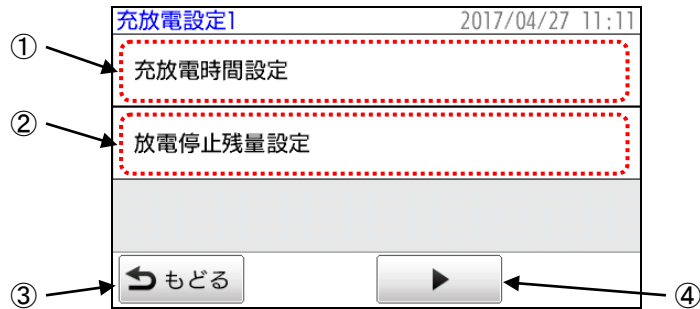 充放電設定1 2017/04/27 11:11
① 充放電時間設定
② 放電停止残量設定
③ もどる ④